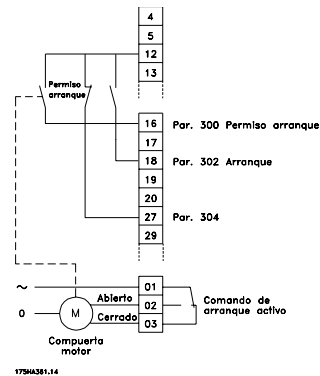 4
5
12
13
Permiso
arranque
16 Par. 300 Permiso arranque
17
18 Par. 302 Arranque
19
20
27 Par. 304
29
~ 01
Abierto 02 Comando de
arranque activo
0 M
Cerrado 03
Compuerta
motor
175HA381.14